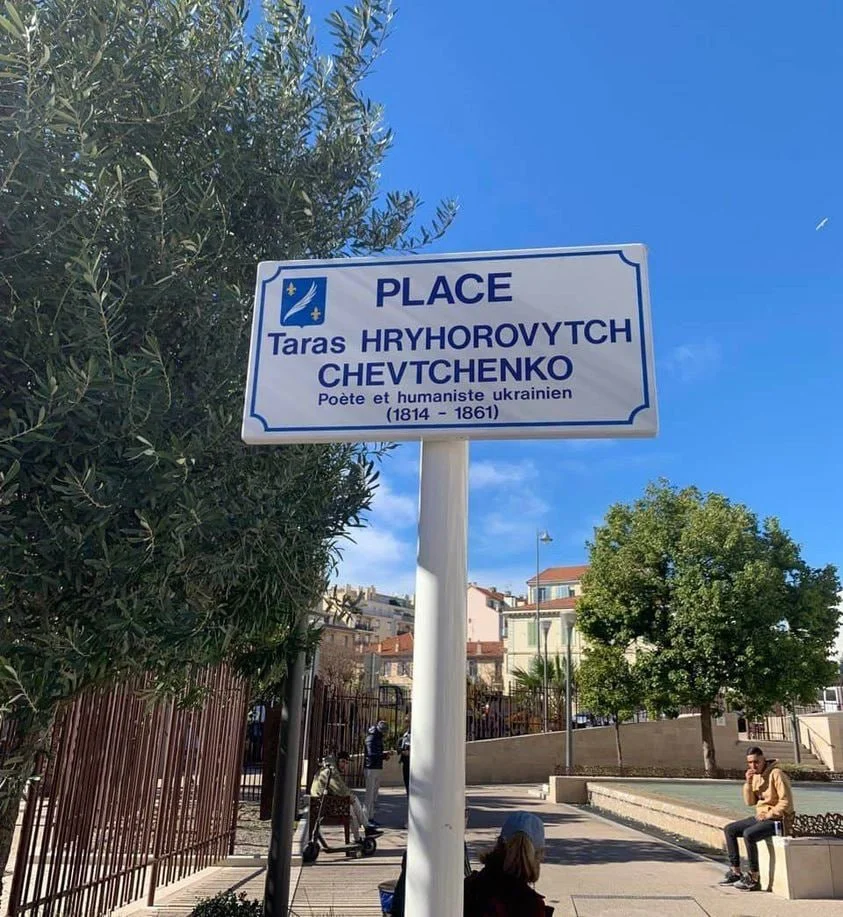 PLACE
Taras HRYHOROVYTCH
CHEVTCHENKO
Poète et humaniste ukrainien
(1814 - 1861)